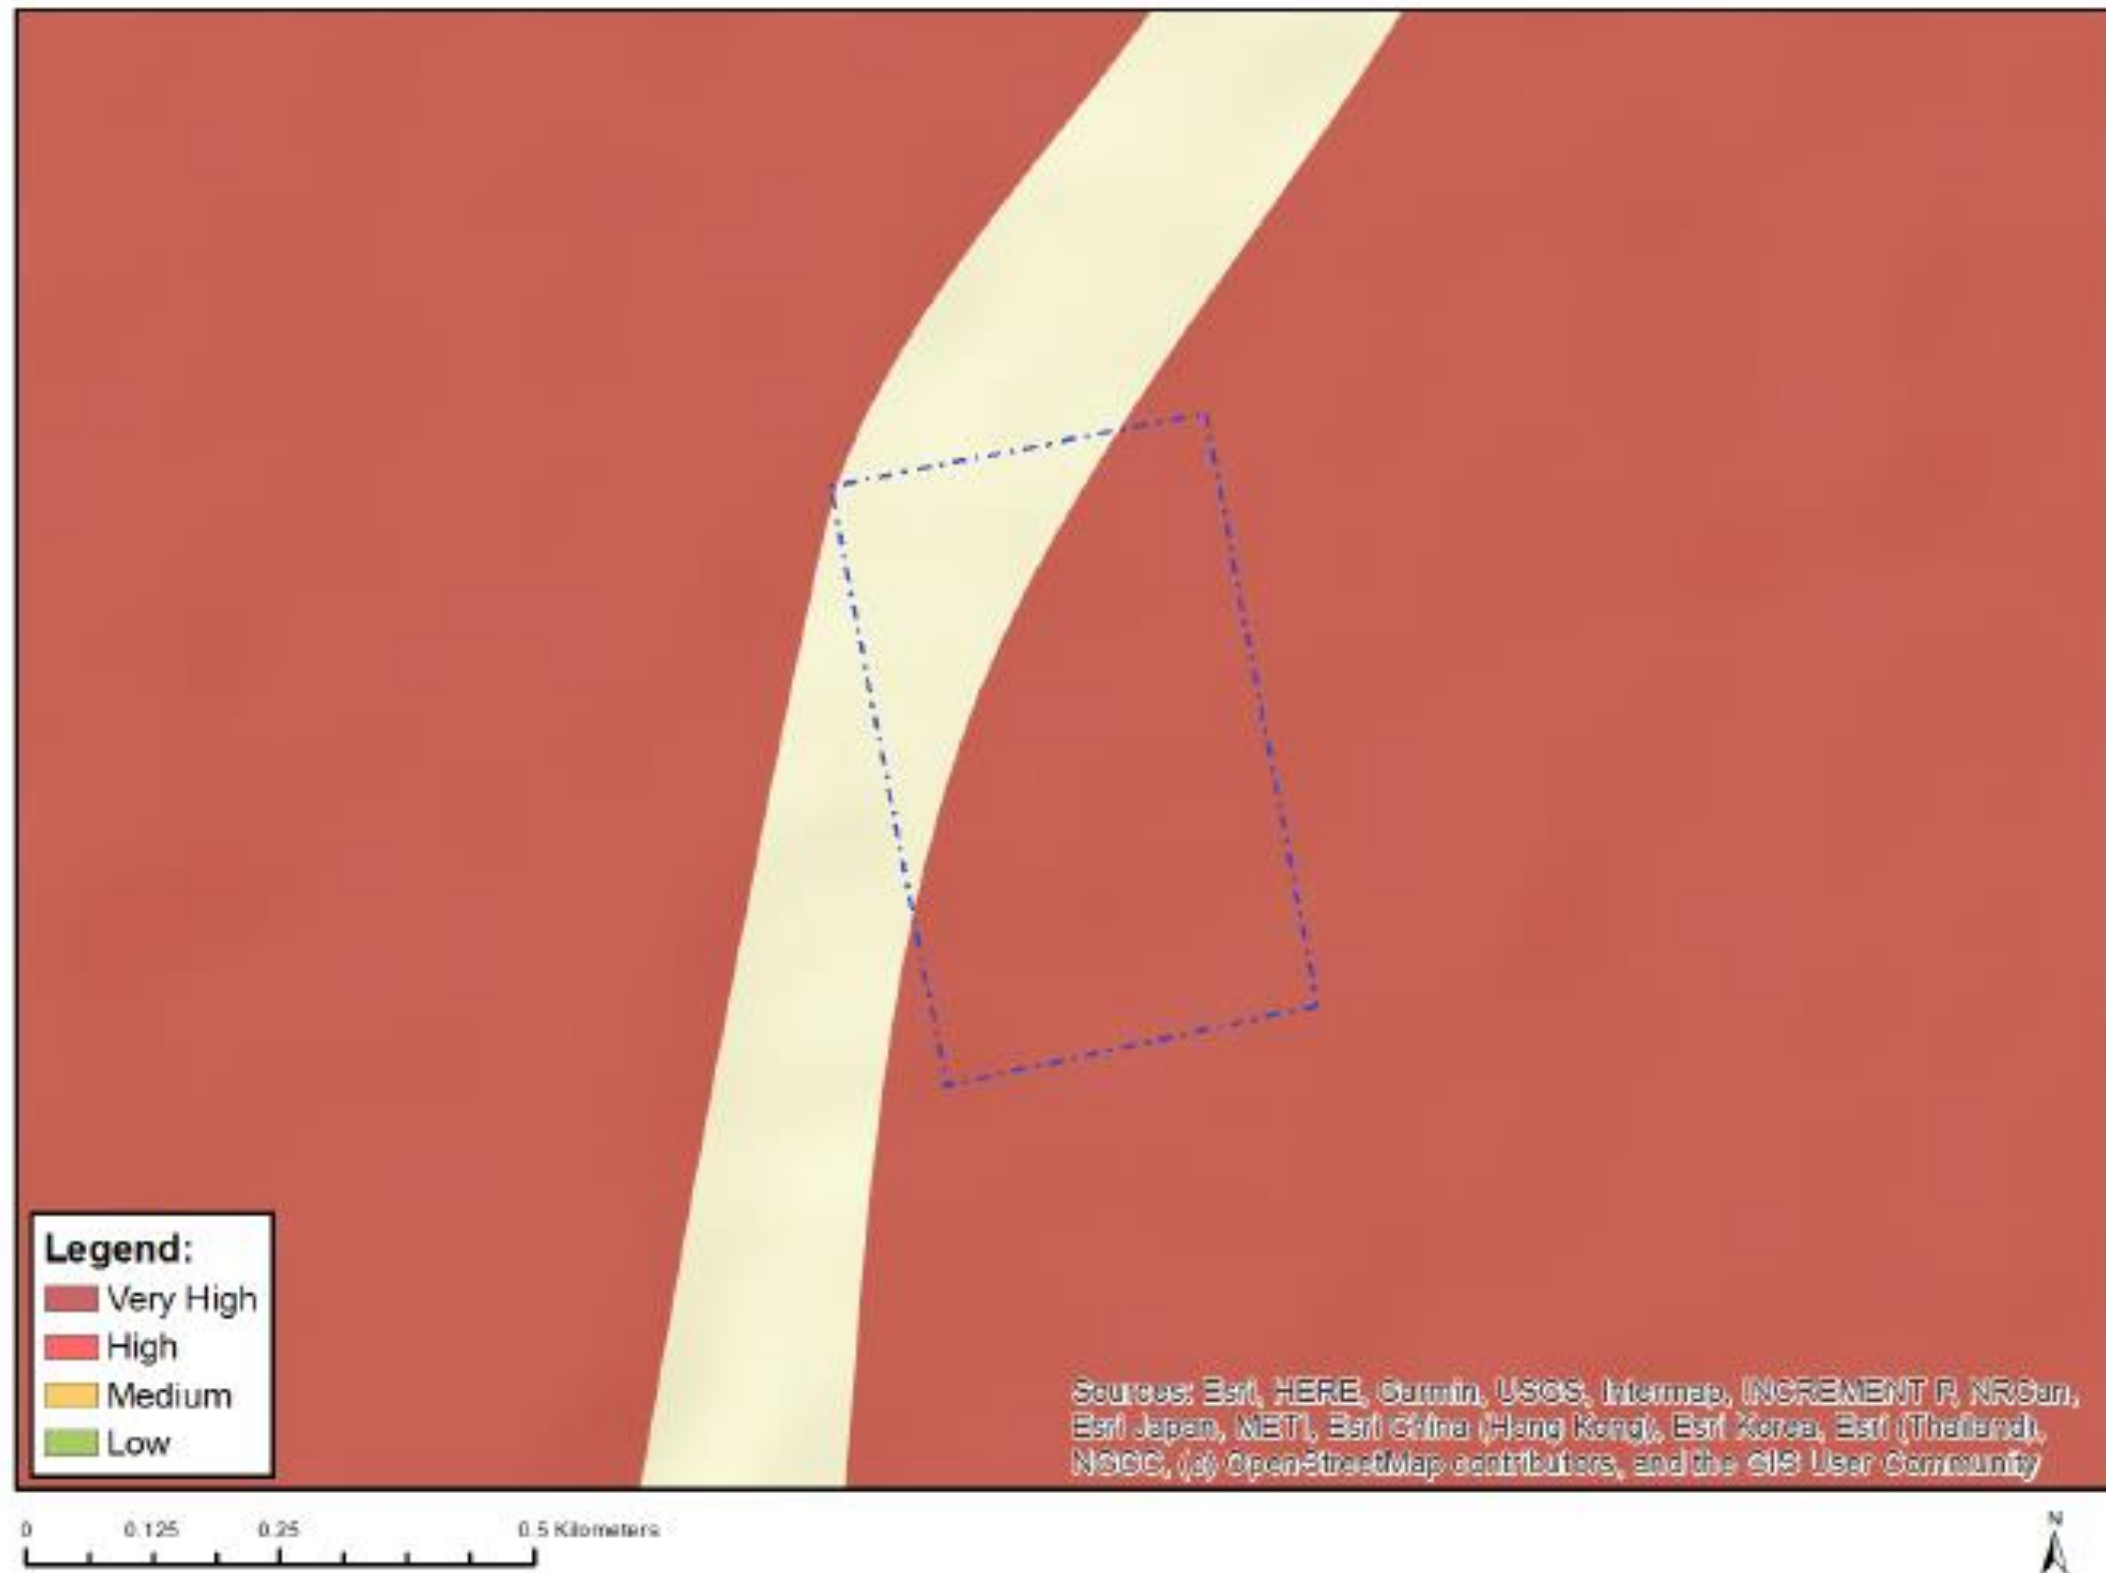 Legend:
Very High
High
Medium
Low
Sources: Esri, HERE, Garmin, USGS, Intermap, INCREMENT P, NRCan,
Esri Japan, METI, Esri China (Hong Kong), Esri Korea, Esri (Thailand),
NGCC, (c) OpenStreetMap contributors, and the GIS User Community
0 0.125 0.25 0.5 Kilometers
N